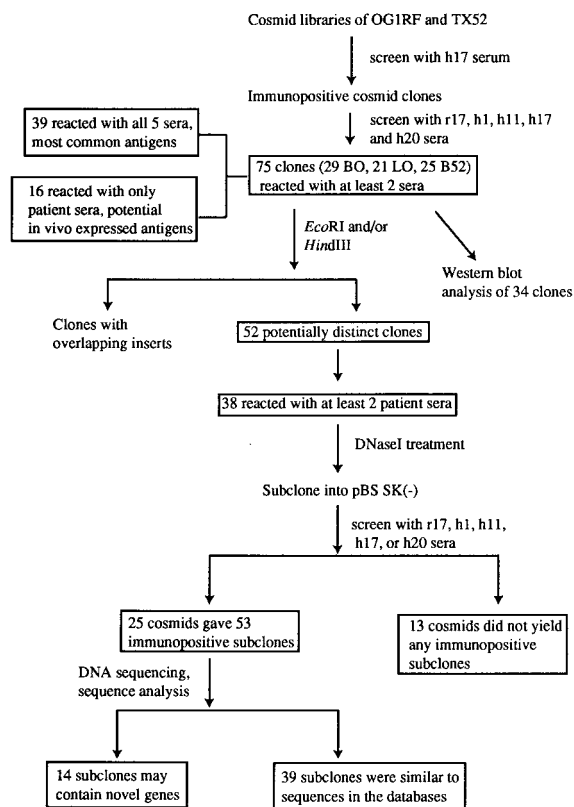 Cosmid libraries of OG1RF and TX52
screen with h17 serum
Immunopositive cosmid clones
screen with r17, h1, h11, h17
and h20 sera
39 reacted with all 5 sera,
most common antigens
75 clones (29 BO, 21 LO, 25 B52)
reacted with at least 2 sera
16 reacted with only
patient sera, potential
in vivo expressed antigens
EcoRI and/or
HindIII
Western blot
analysis of 34 clones
Clones with
overlapping inserts
52 potentially distinct clones
38 reacted with at least 2 patient sera
DNaseI treatment
Subclone into pBS SK(-)
screen with r17, h1, h11,
h17, or h20 sera
25 cosmids gave 53
immunopositive subclones
13 cosmids did not yield
any immunopositive
subclones
DNA sequencing,
sequence analysis
14 subclones may
contain novel genes
39 subclones were similar to
sequences in the databases